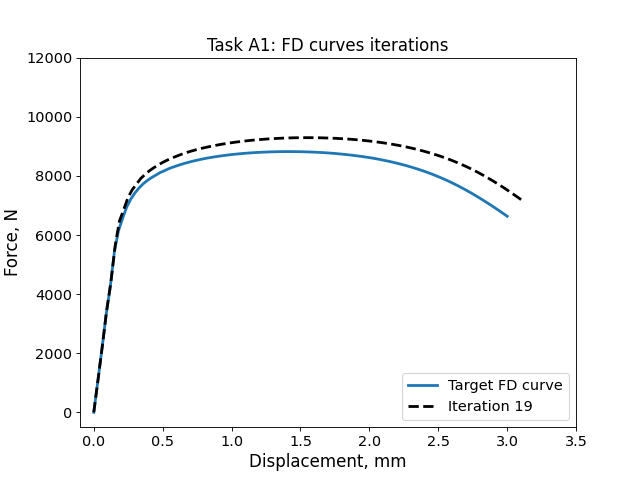 Task A1: FD curves iterations
12000
10000
8000
6000
4000
2000
0
Force, N
0.0 0.5 1.0 1.5 2.0 2.5 3.0 3.5
Displacement, mm
Target FD curve
Iteration 19